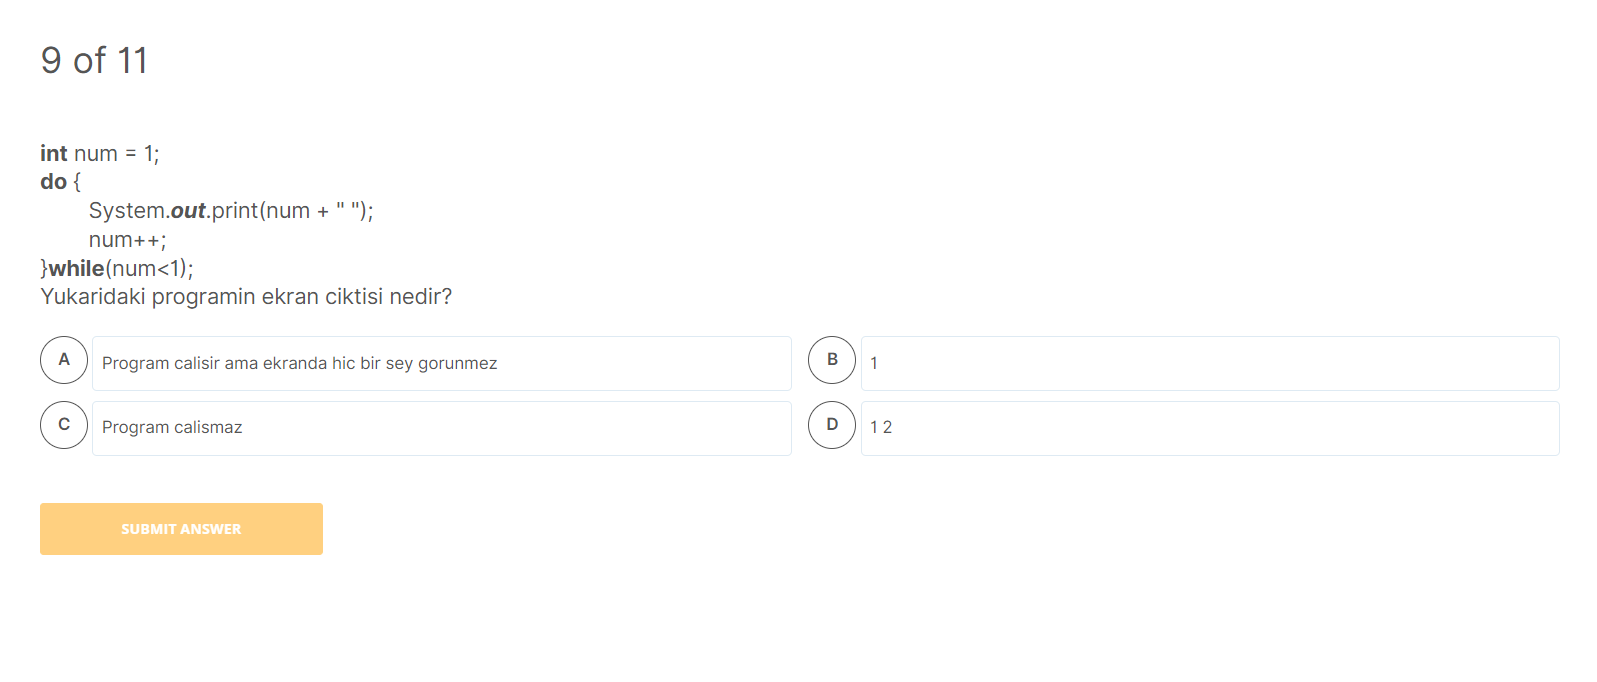 9 of 11
int num = 1;
do {
System.out.print(num + " ");
num++;
}while(num<1);
Yukaridaki programin ekran ciktisi nedir?
A Program calisir ama ekranda hic bir sey gorunmez
B 1
C Program calismaz
D 1 2
SUBMIT ANSWER